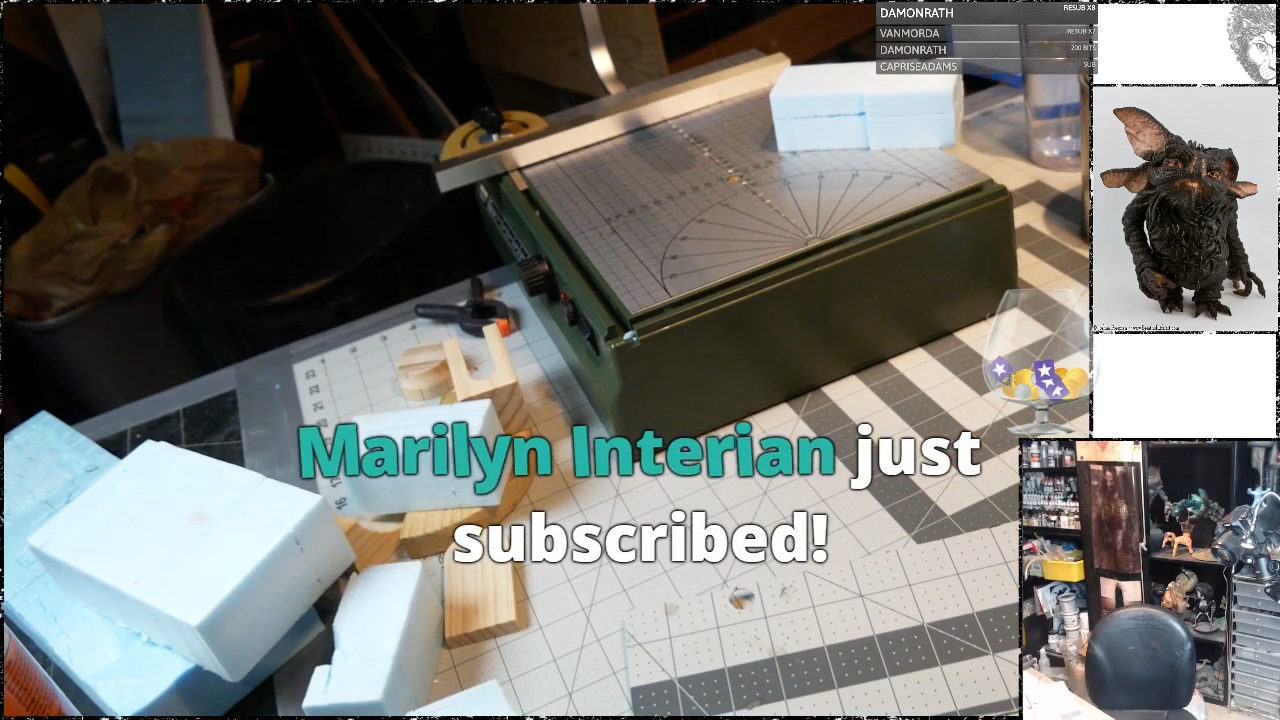 DAMONRATH RESUB X8
VANMORDA RESUB X7
DAMONRATH 200 BITS
CAPRISEADAMS SUB
Marilyn Interian just
subscribed!